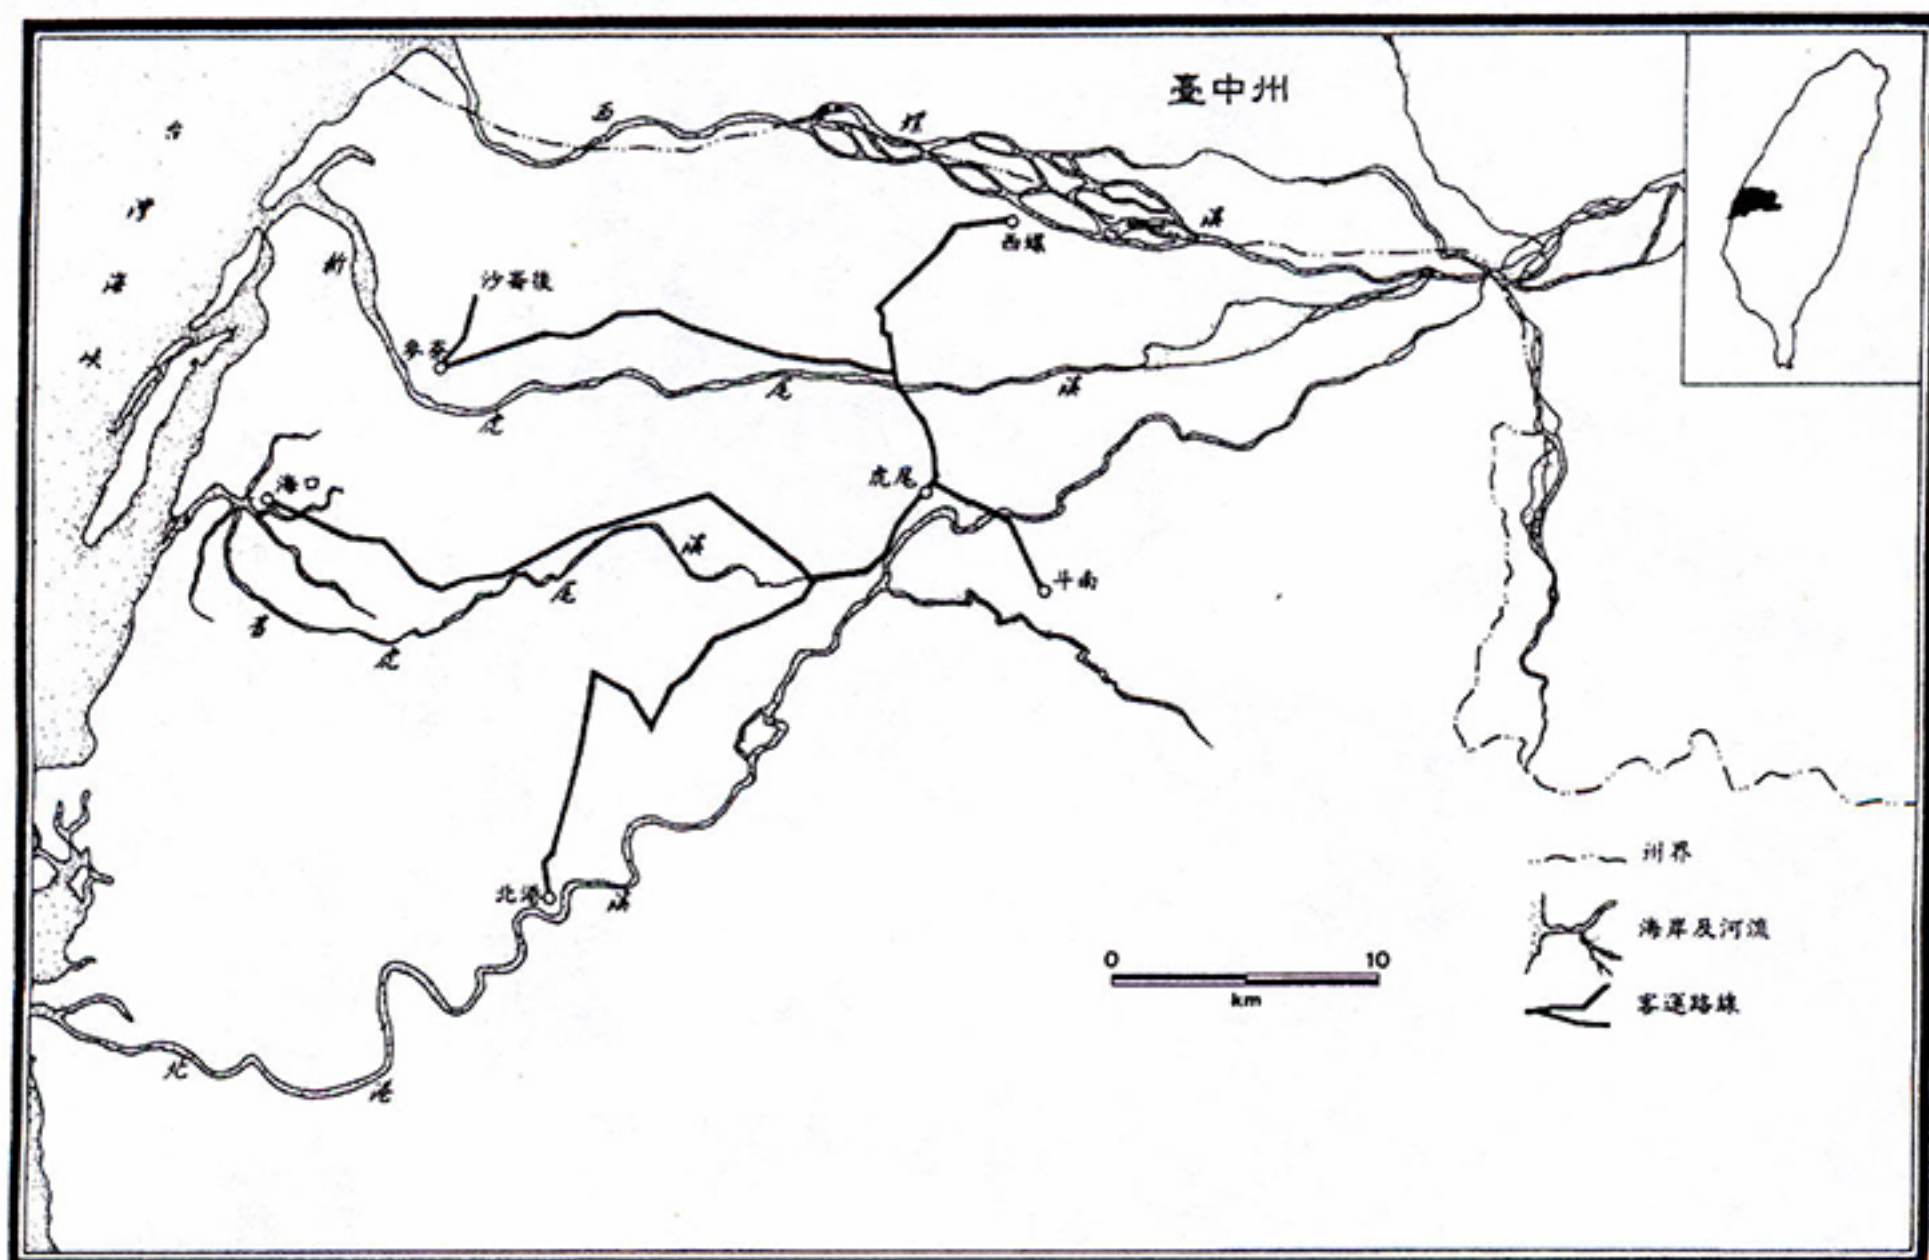 臺中州
台灣海峽
西螺溪
西螺
新虎尾溪
沙崙後
麥寮
海口
虎尾
斗南
舊虎尾溪
北港
北港溪
州界
海岸及河流
客運路線
0 10
km